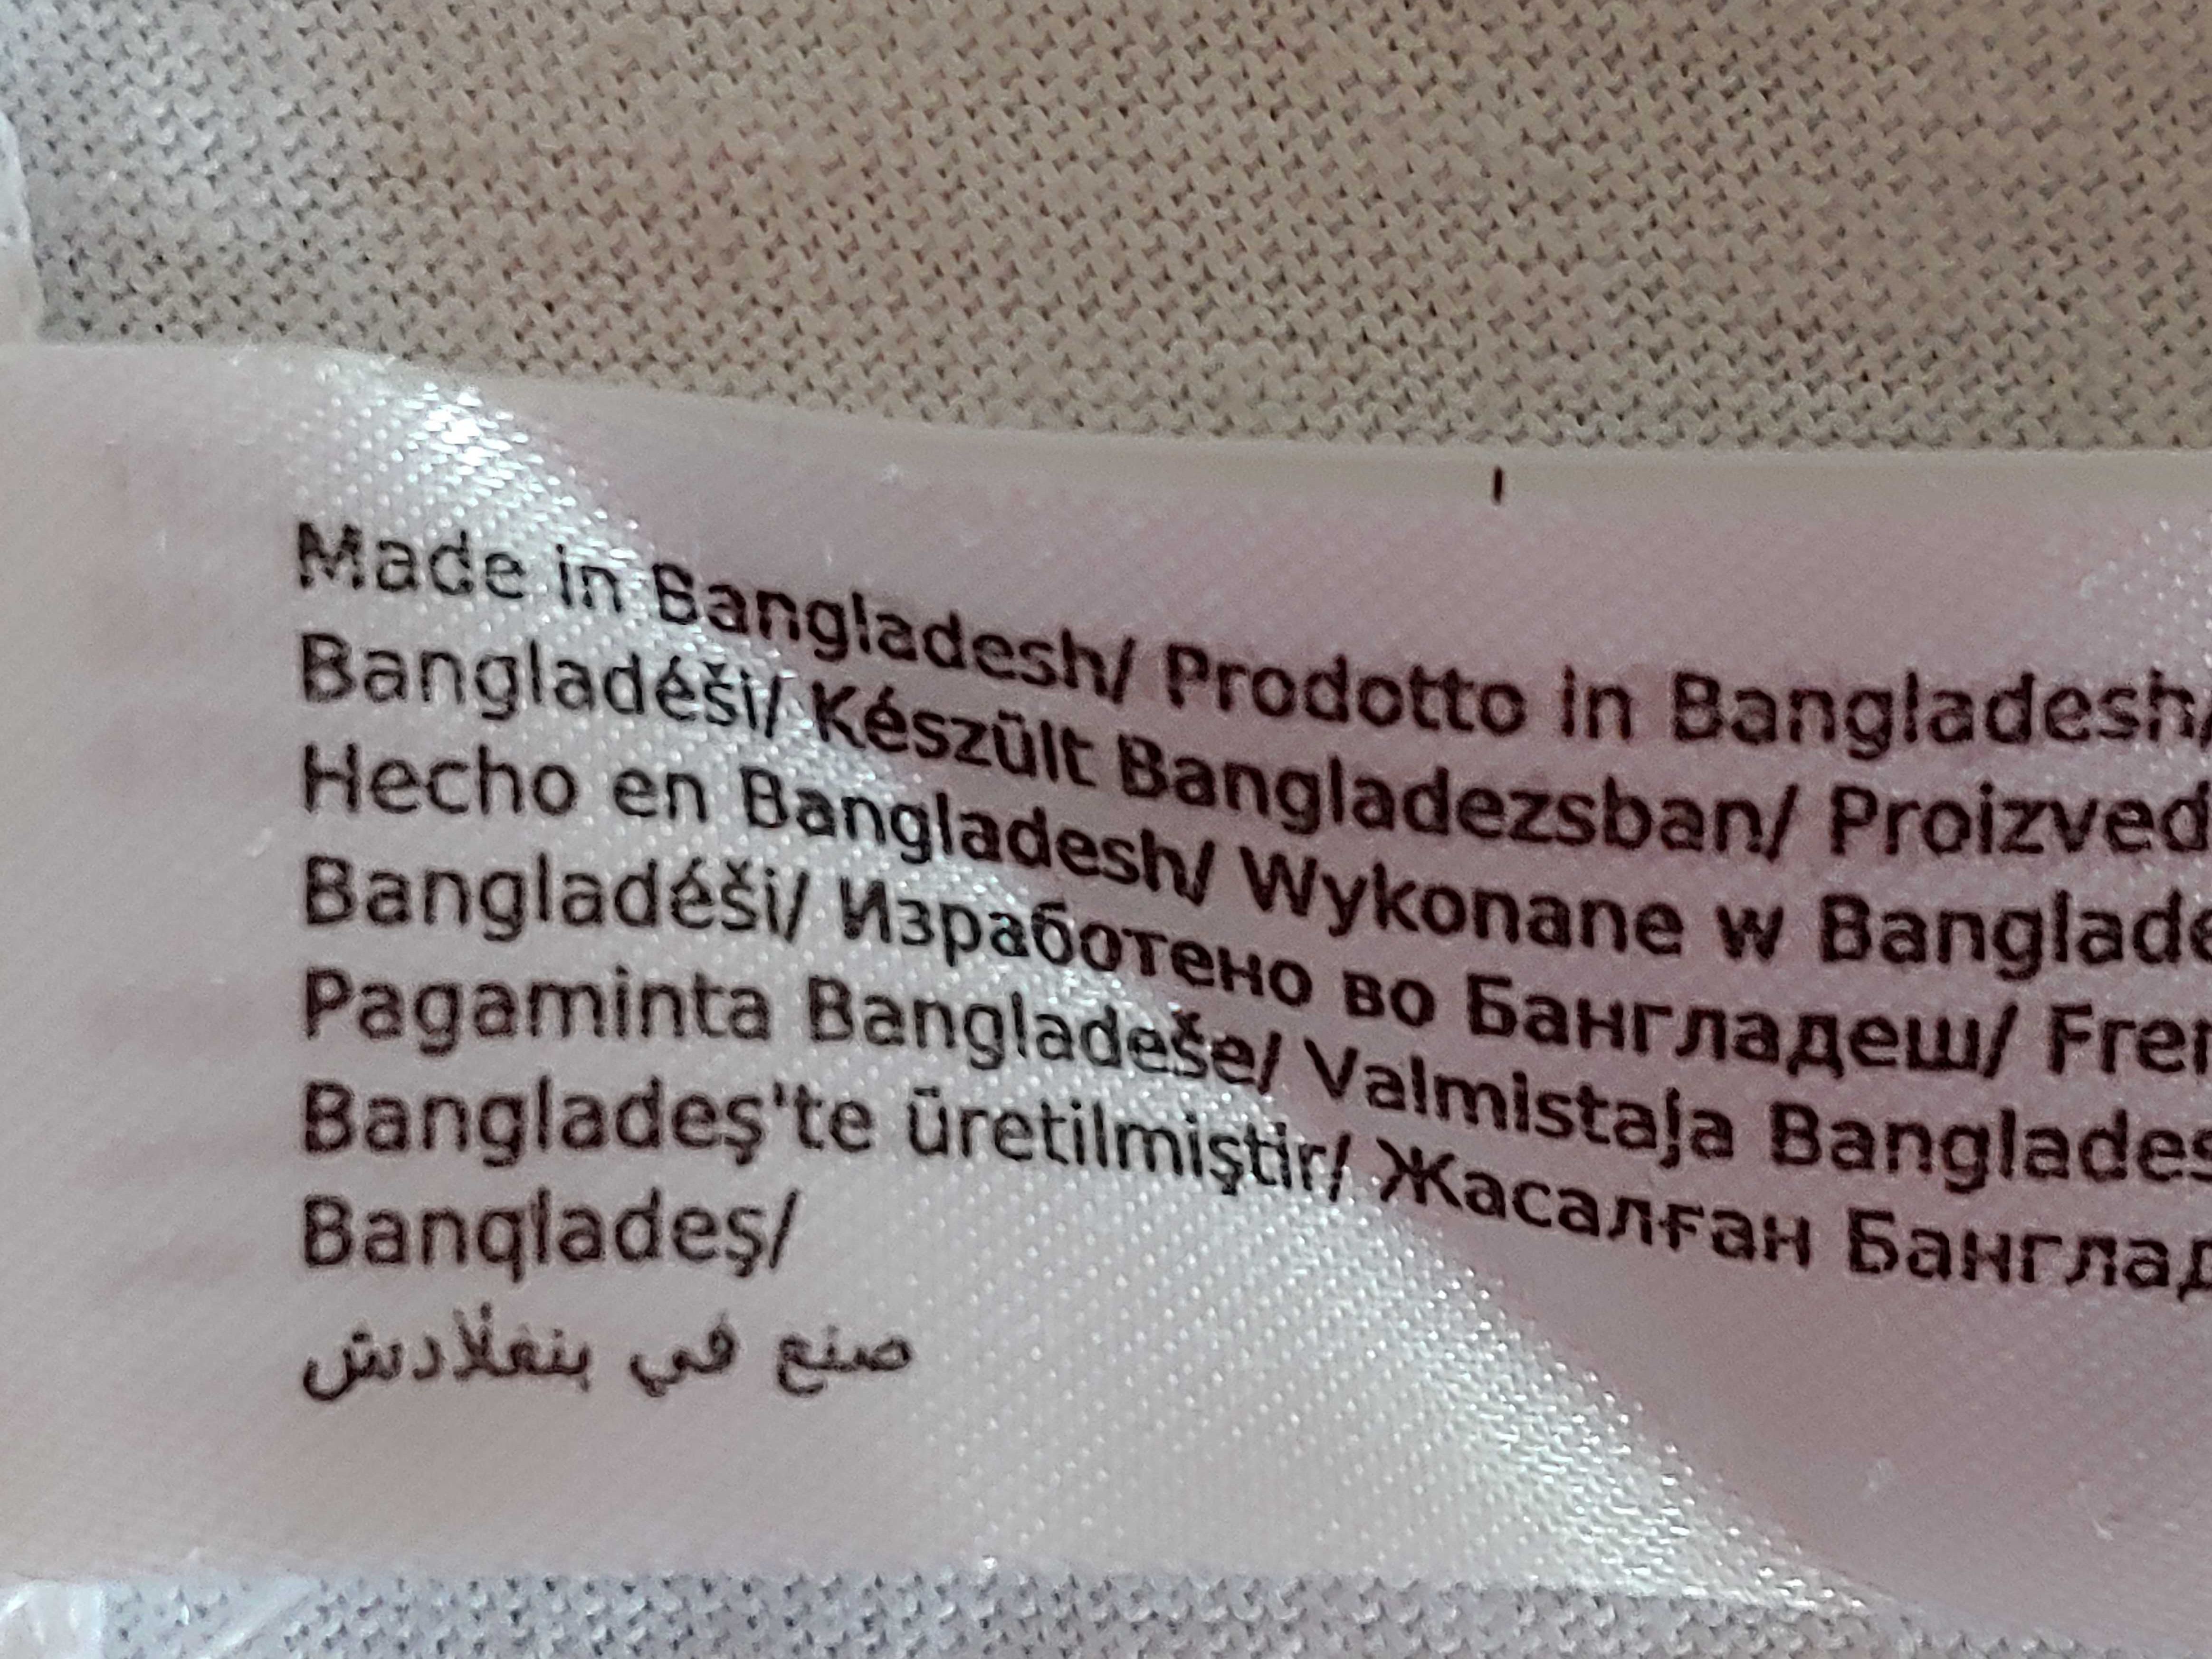 Made in Bangladesh/ Prodotto in Bangladesh/
Bangladéši/ Készült Bangladezsban/ Proizved
Hecho en Bangladesh/ Wykonane w Banglade
Bangladéši/ Изработено во Бангладеш/ Frem
Pagaminta Bangladeše/ Valmistaja Banglades
Bangladeş'te üretilmiştir/ Жасалған Банглад
Banqladeş/
صنع في بنغلادش